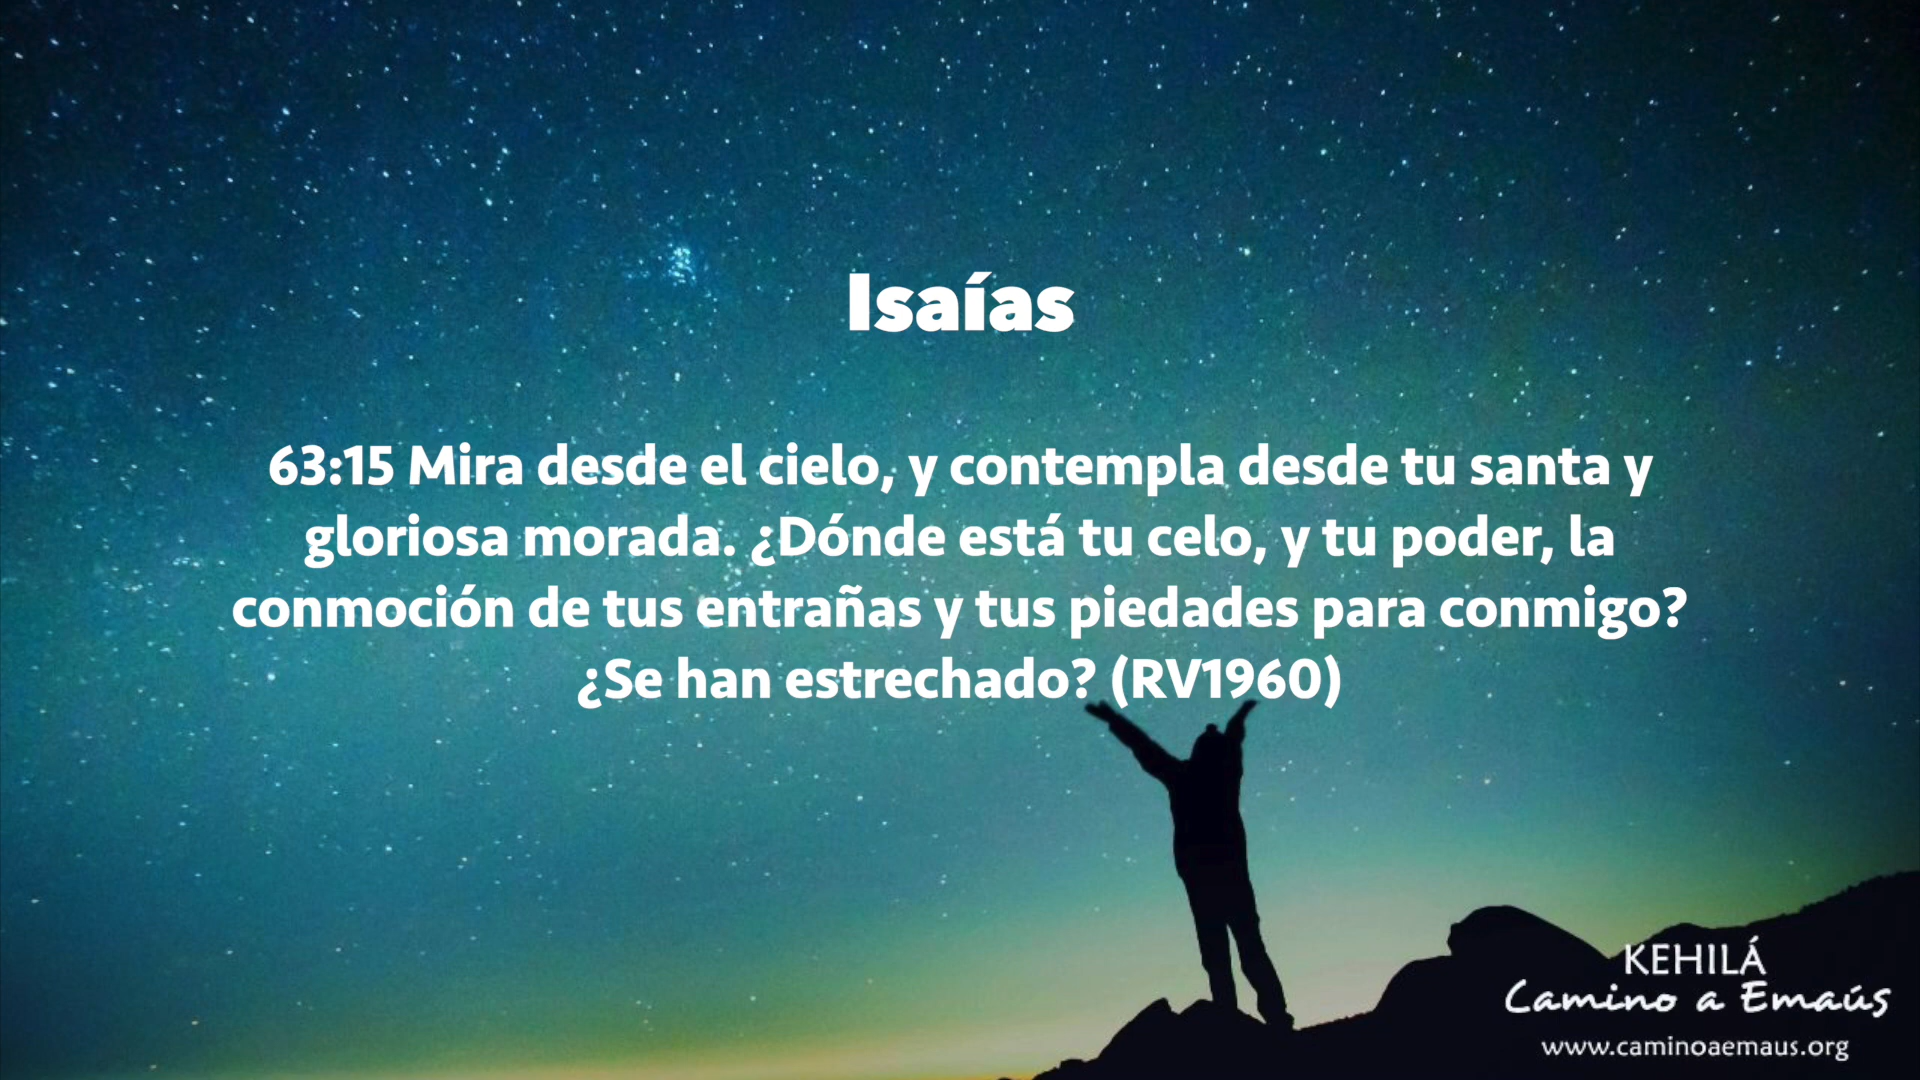 Isaías
63:15 Mira desde el cielo, y contempla desde tu santa y
gloriosa morada. ¿Dónde está tu celo, y tu poder, la
conmoción de tus entrañas y tus piedades para conmigo?
¿Se han estrechado? (RV1960)
KEHILÁ
Camino a Emaús
www.caminoaemaus.org